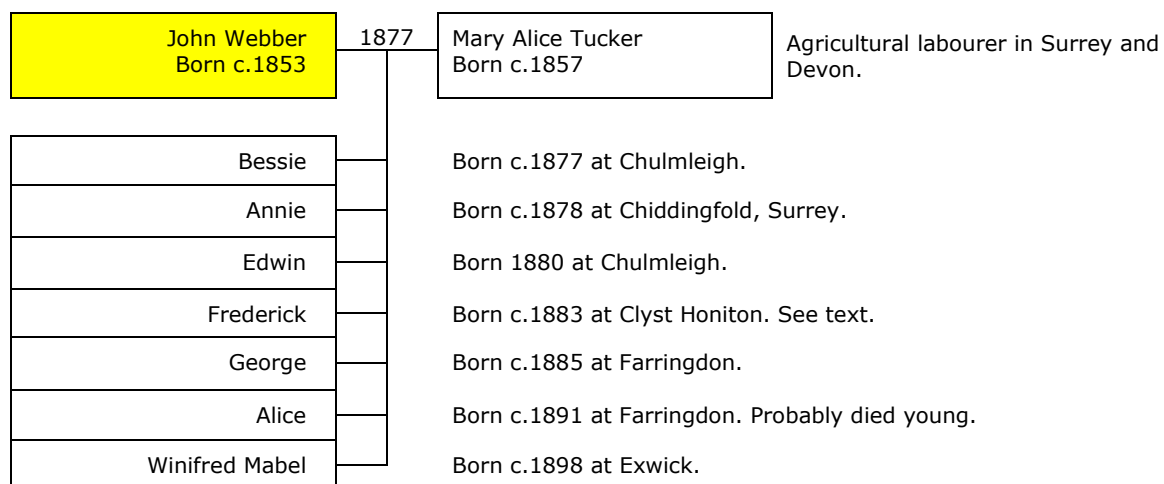 John Webber
Born c.1853
1877
Mary Alice Tucker
Born c.1857
Agricultural labourer in Surrey and
Devon.
Bessie
Born c.1877 at Chulmleigh.
Annie
Born c.1878 at Chiddingfold, Surrey.
Edwin
Born 1880 at Chulmleigh.
Frederick
Born c.1883 at Clyst Honiton. See text.
George
Born c.1885 at Farringdon.
Alice
Born c.1891 at Farringdon. Probably died young.
Winifred Mabel
Born c.1898 at Exwick.